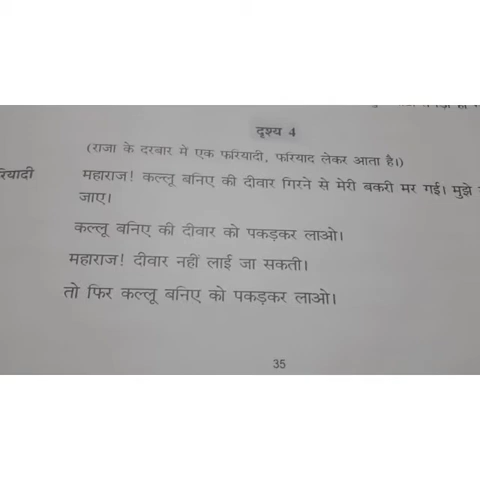 दृश्य 4
(राजा के दरबार मे एक फरियादी, फरियाद लेकर आता है।)
रियादी महाराज! कल्लू बनिए की दीवार गिरने से मेरी बकरी मर गई। मुझे
जाए।
कल्लू बनिए की दीवार को पकड़कर लाओ।
महाराज! दीवार नहीं लाई जा सकती।
तो फिर कल्लू बनिए को पकड़कर लाओ।
35